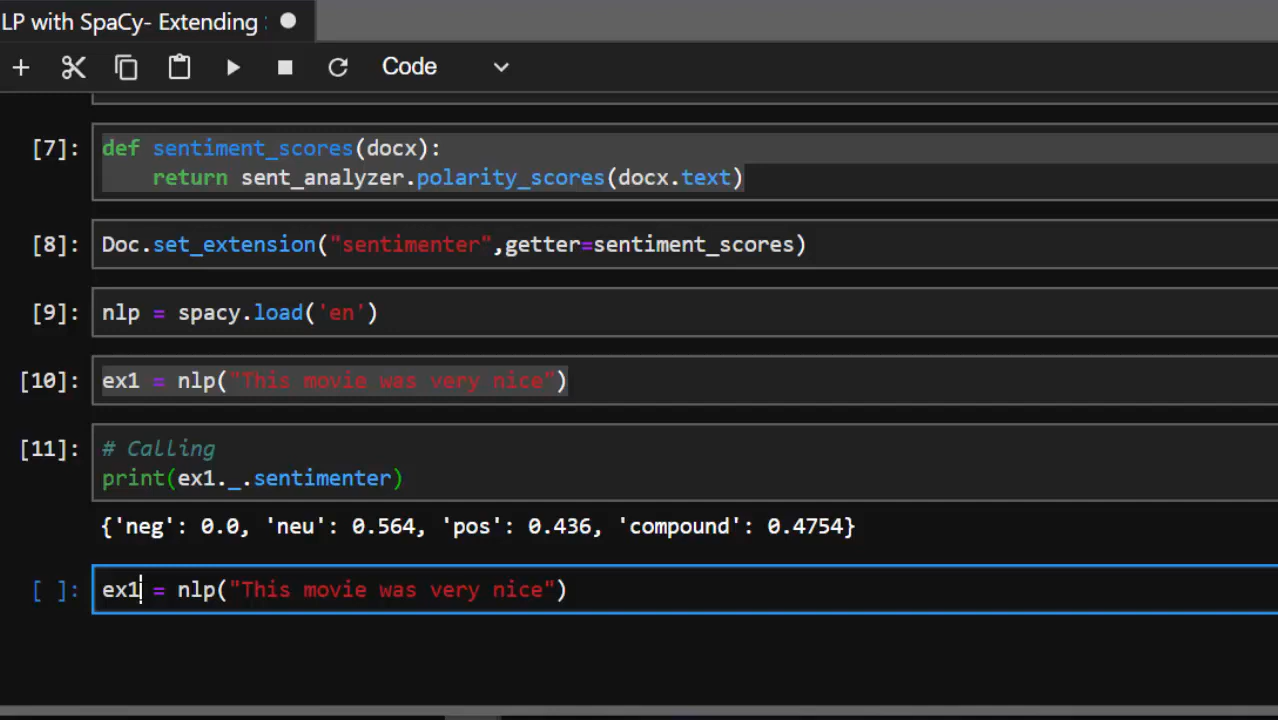 LP with SpaCy- Extending
Code
[7]:
def sentiment_scores(docx):
    return sent_analyzer.polarity_scores(docx.text)
[8]:
Doc.set_extension("sentimenter",getter=sentiment_scores)
[9]:
nlp = spacy.load('en')
[10]:
ex1 = nlp("This movie was very nice")
[11]:
# Calling
print(ex1._.sentimenter)
{'neg': 0.0, 'neu': 0.564, 'pos': 0.436, 'compound': 0.4754}
[ ]:
ex1 = nlp("This movie was very nice")